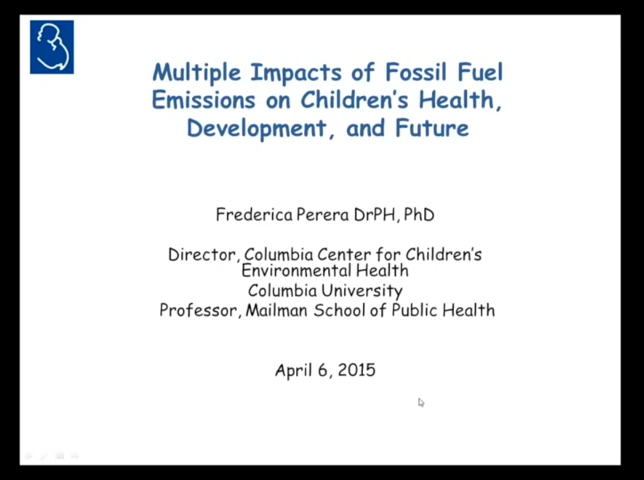 Multiple Impacts of Fossil Fuel
Emissions on Children's Health,
Development, and Future
Frederica Perera DrPH, PhD
Director, Columbia Center for Children's
Environmental Health
Columbia University
Professor, Mailman School of Public Health
April 6, 2015